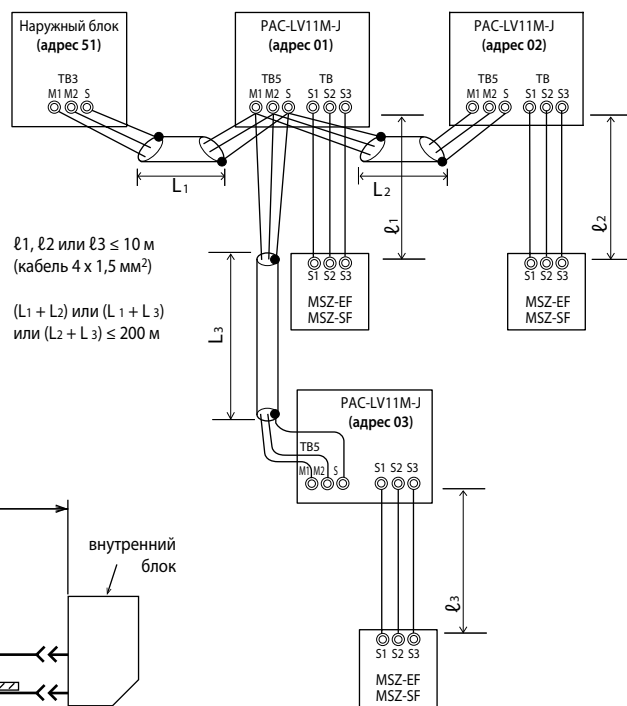 Наружный блок
(адрес 51)
TB3
M1 M2 S
PAC-LV11M-J
(адрес 01)
TB5 TB
M1 M2 S S1 S2 S3
PAC-LV11M-J
(адрес 02)
TB5 TB
M1 M2 S S1 S2 S3
L1
L2
ℓ1
ℓ2
ℓ1, ℓ2 или ℓ3 ≤ 10 м
(кабель 4 x 1,5 мм²)
(L1 + L2) или (L 1 + L 3)
или (L2 + L 3) ≤ 200 м
S1 S2 S3
MSZ-EF
MSZ-SF
S1 S2 S3
MSZ-EF
MSZ-SF
L3
PAC-LV11M-J
(адрес 03)
TB5
M1 M2 S S1 S2 S3
внутренний
блок
ℓ3
S1 S2 S3
MSZ-EF
MSZ-SF